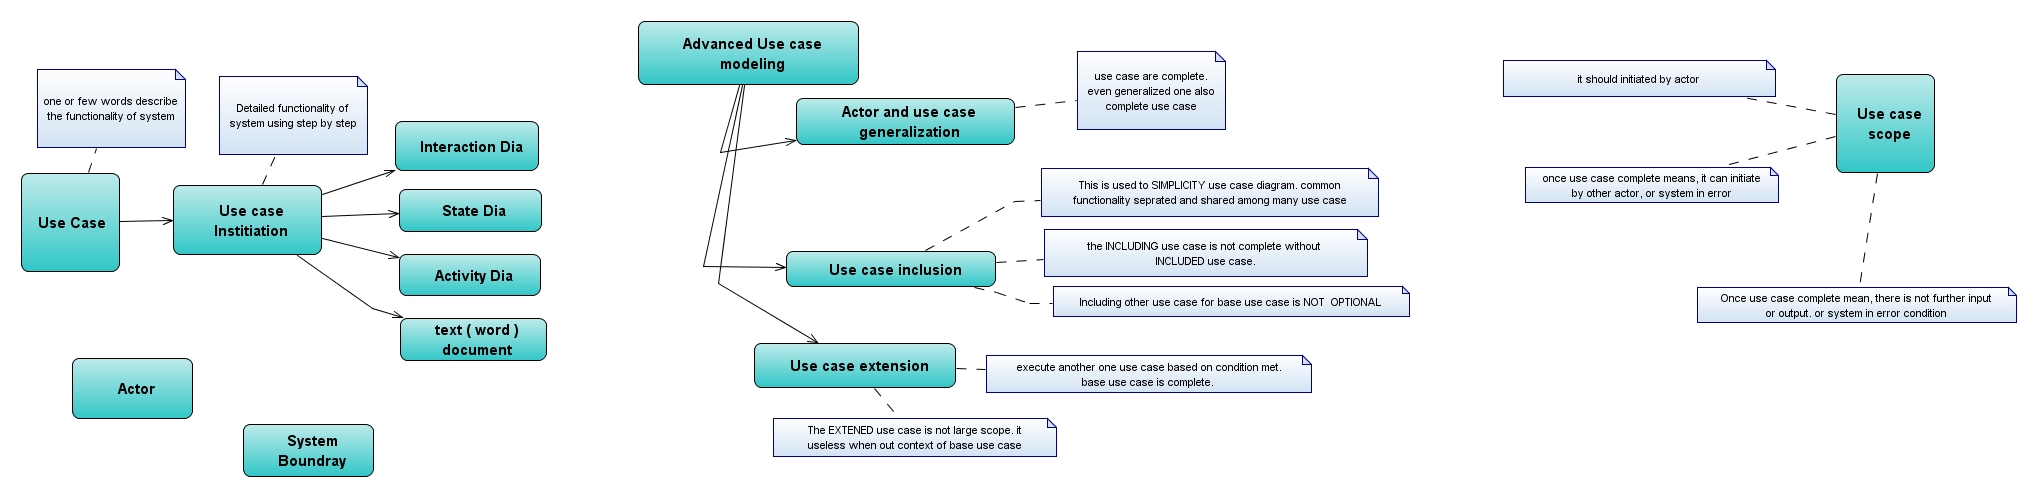 one or few words describe
the functionality of system
Detailed functionality of
system using step by step
Use Case
Use case
Institiation
Interaction Dia
State Dia
Activity Dia
text ( word )
document
Actor
System
Boundray
Advanced Use case
modeling
Actor and use case
generalization
use case are complete.
even generalized one also
complete use case
This is used to SIMPLICITY use case diagram. common
functionality seprated and shared among many use case
Use case inclusion
the INCLUDING use case is not complete without
INCLUDED use case.
Including other use case for base use case is NOT OPTIONAL
Use case extension
execute another one use case based on condition met.
base use case is complete.
The EXTENED use case is not large scope. it
useless when out context of base use case
it should initiated by actor
Use case
scope
once use case complete means, it can initiate
by other actor, or system in error
Once use case complete mean, there is not further input
or output. or system in error condition